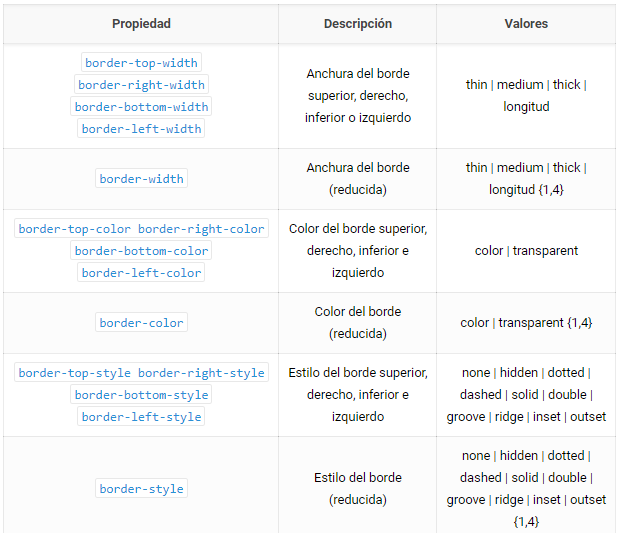 Propiedad Descripción Valores
border-top-width
border-right-width
border-bottom-width
border-left-width
Anchura del borde
superior, derecho,
inferior o izquierdo
thin | medium | thick |
longitud
border-width
Anchura del borde
(reducida)
thin | medium | thick |
longitud {1,4}
border-top-color border-right-color
border-bottom-color
border-left-color
Color del borde superior,
derecho, inferior e
izquierdo
color | transparent
border-color
Color del borde
(reducida)
color | transparent {1,4}
border-top-style border-right-style
border-bottom-style
border-left-style
Estilo del borde superior,
derecho, inferior e
izquierdo
none | hidden | dotted |
dashed | solid | double |
groove | ridge | inset | outset
border-style
Estilo del borde
(reducida)
none | hidden | dotted |
dashed | solid | double |
groove | ridge | inset | outset
{1,4}